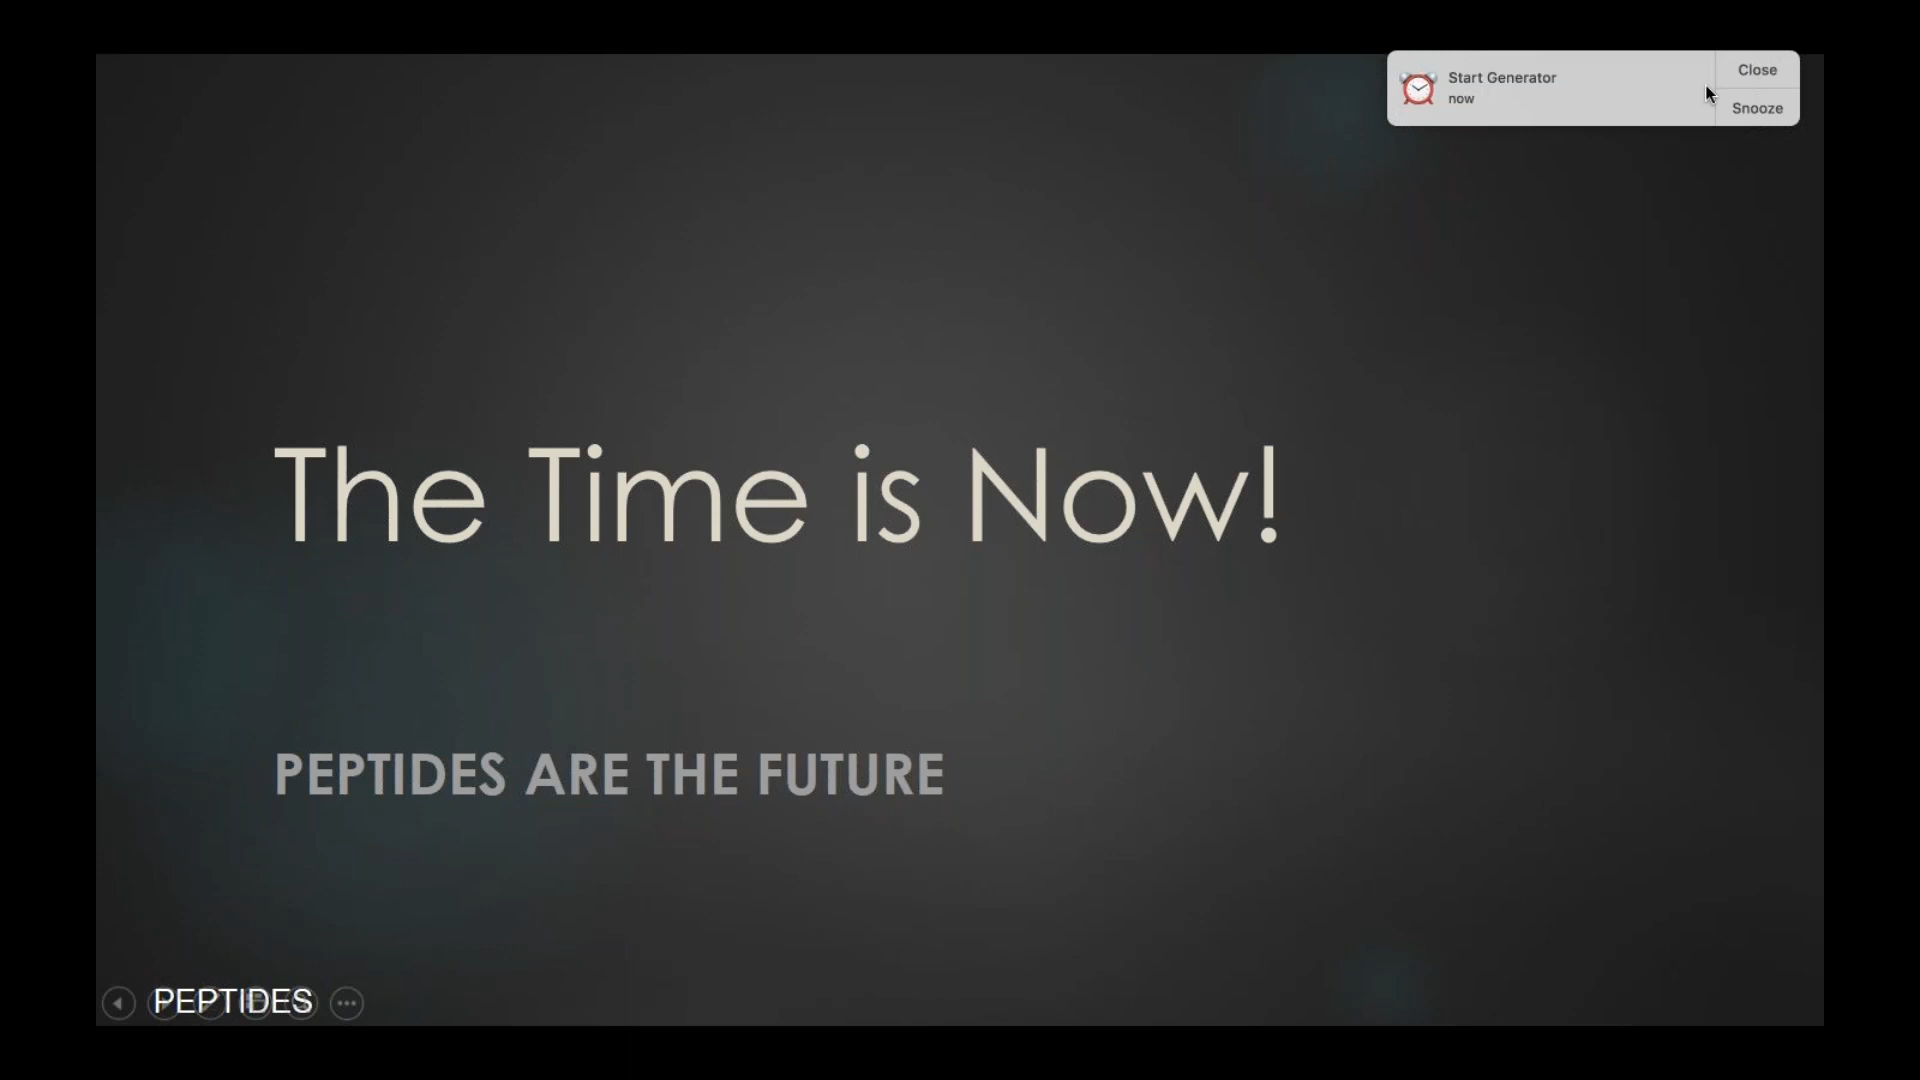 Start Generator
now
Close
Snooze
The Time is Now!
PEPTIDES ARE THE FUTURE
PEPTIDES